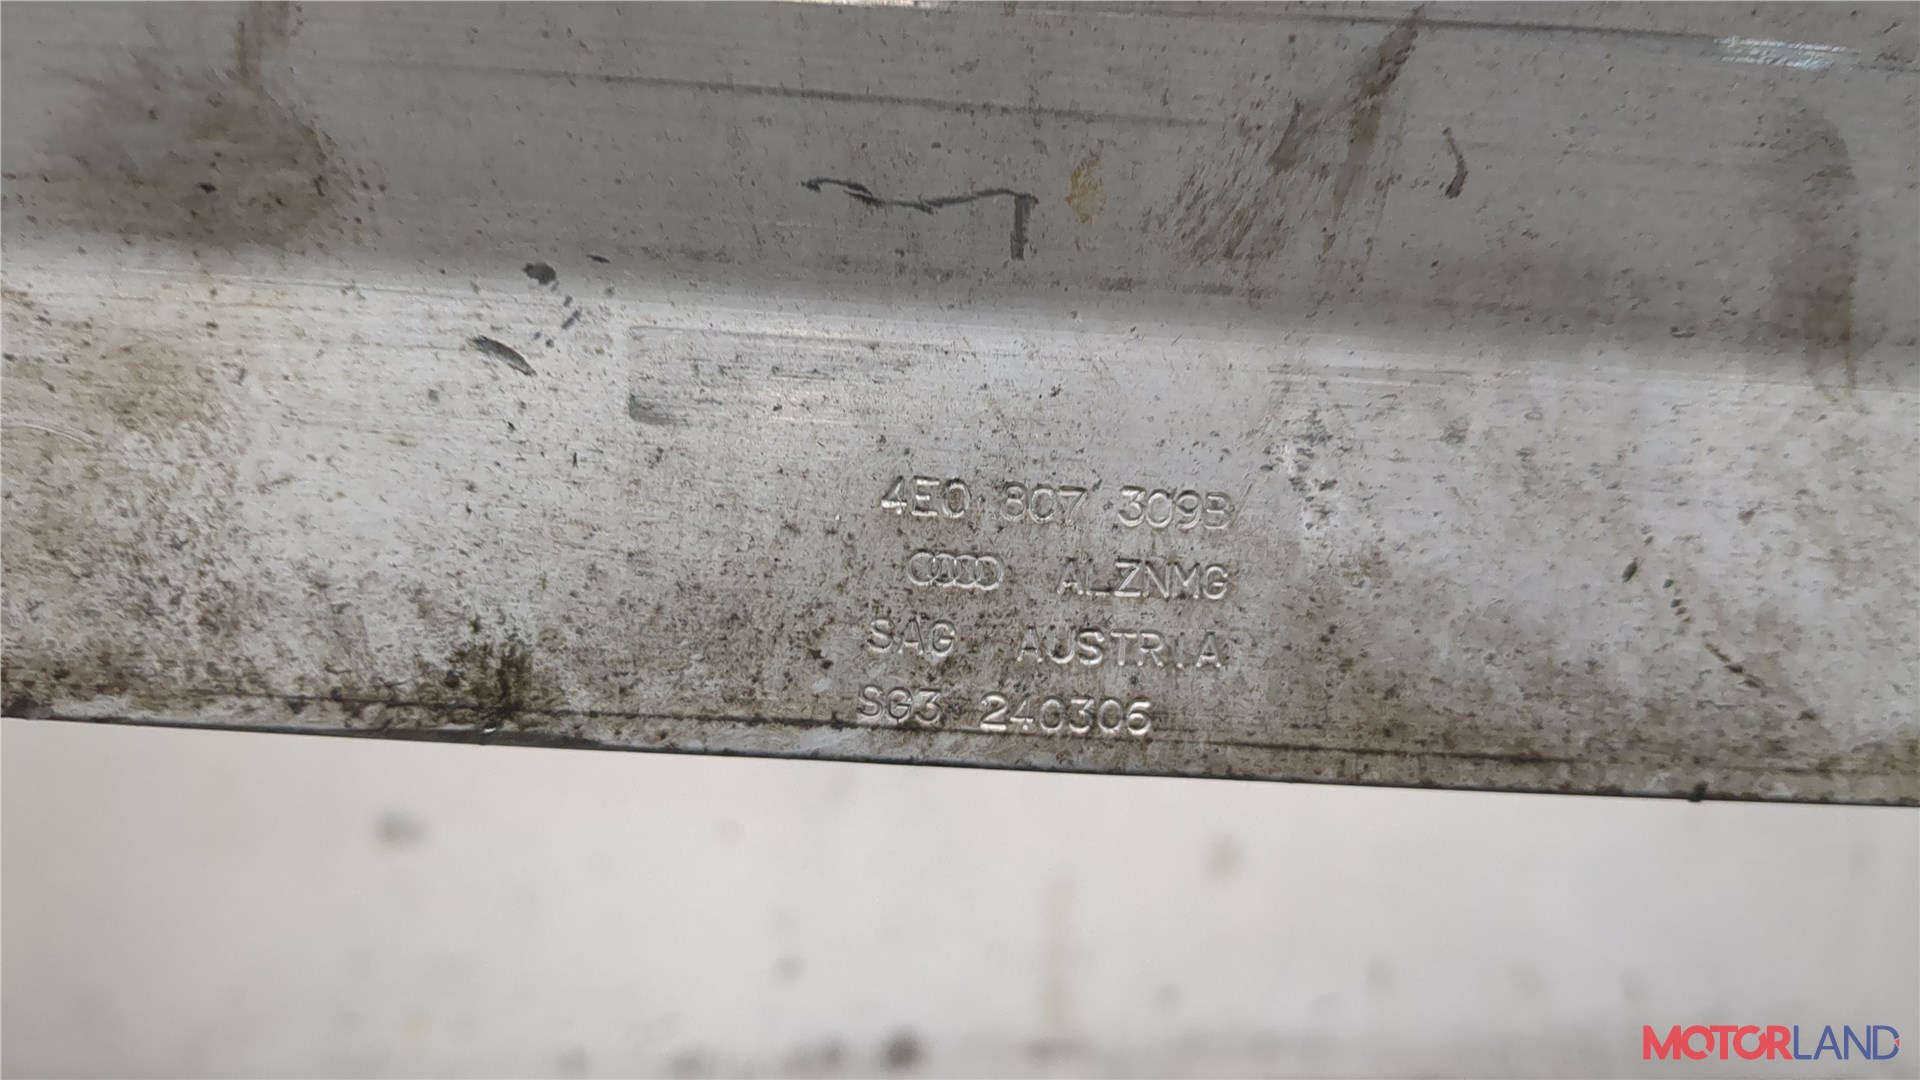 4E0 807 309B
ALZNMG
SAG AUSTRIA
SG3 240306
MOTORLAND